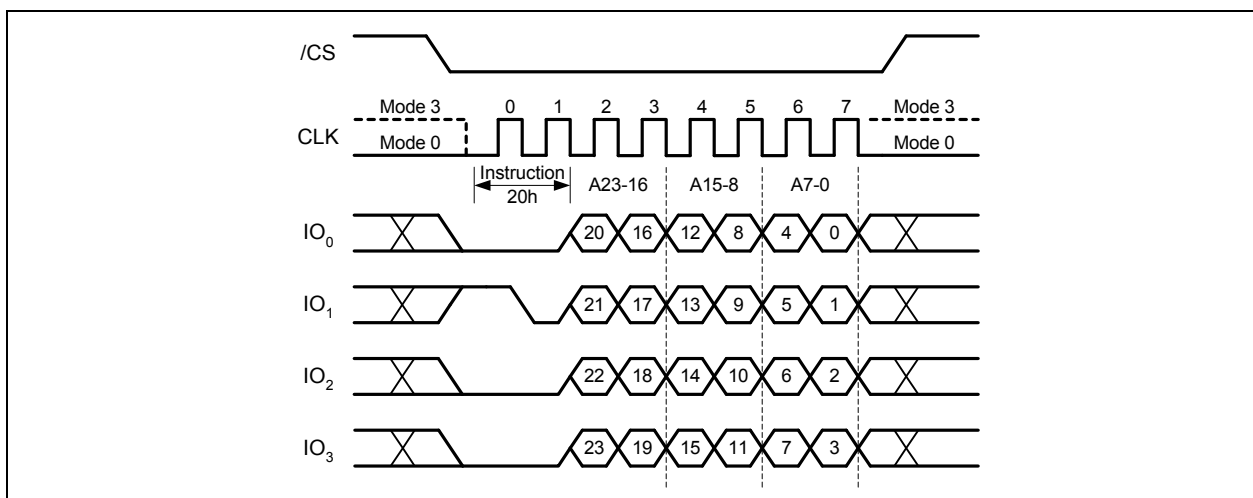 /CS
Mode 3 0 1 2 3 4 5 6 7 Mode 3
CLK
Mode 0 Mode 0
Instruction
20h
A23-16 A15-8 A7-0
IO0 20 16 12 8 4 0
IO1 21 17 13 9 5 1
IO2 22 18 14 10 6 2
IO3 23 19 15 11 7 3